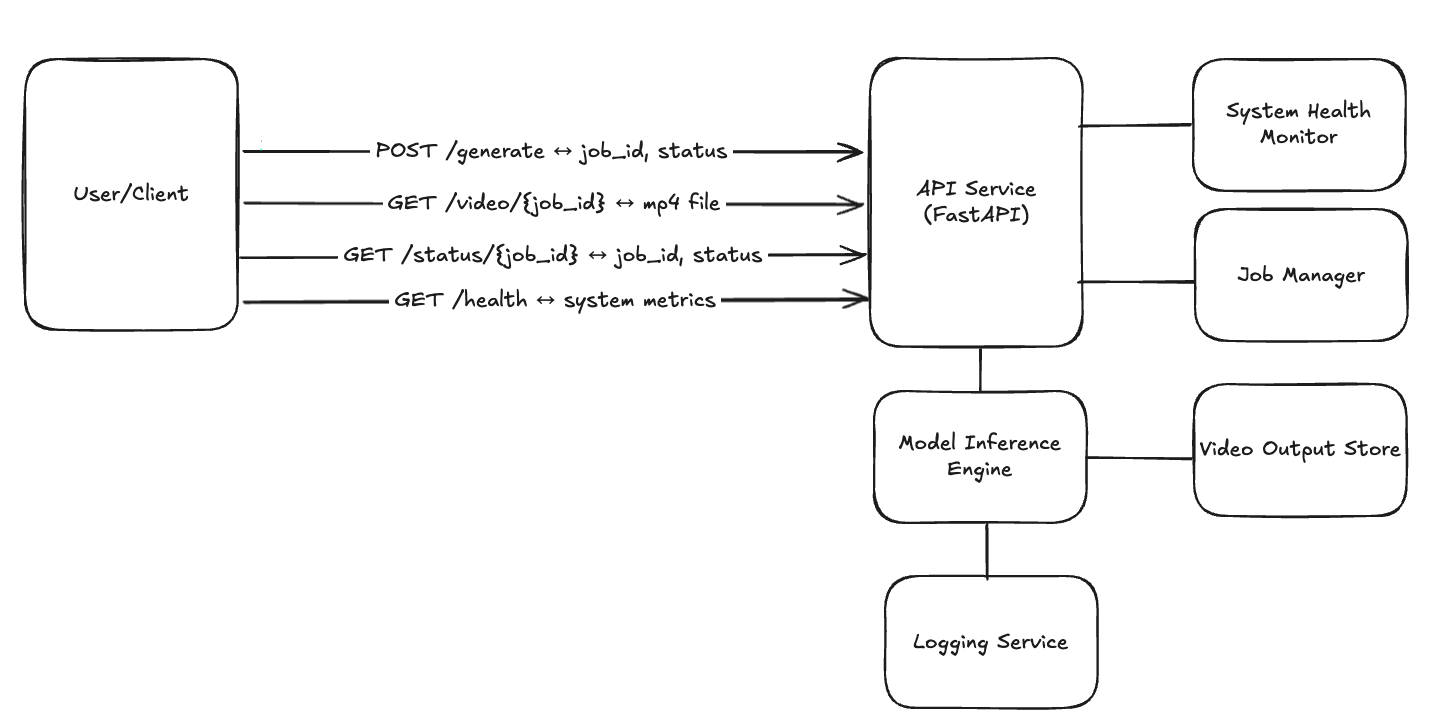 User/Client
POST /generate ↔ job_id, status
GET /video/{job_id} ↔ mp4 file
GET /status/{job_id} ↔ job_id, status
GET /health ↔ system metrics
API Service
(FastAPI)
System Health
Monitor
Job Manager
Model Inference
Engine
Video Output Store
Logging Service